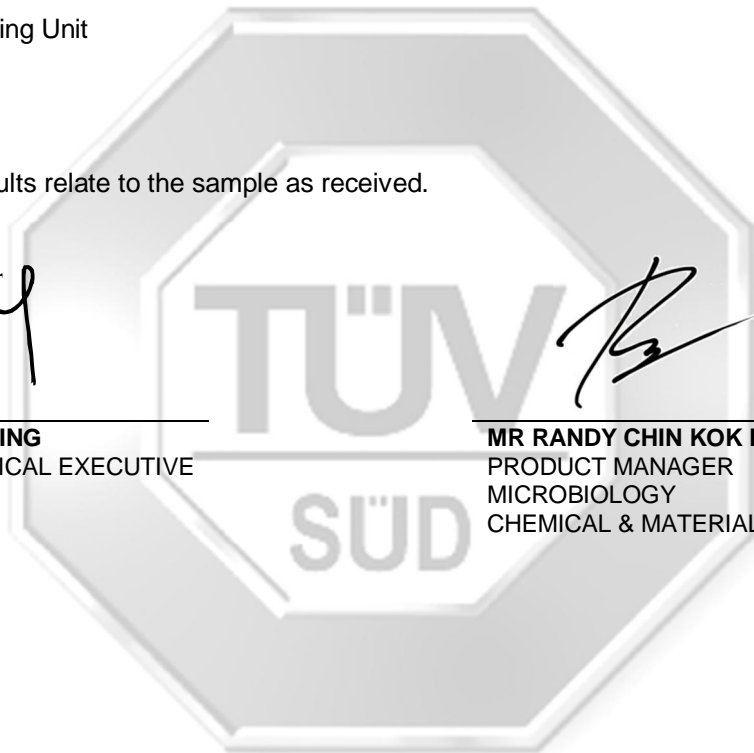 ing Unit
ults relate to the sample as received.
TÜV
SÜD
ING
ICAL EXECUTIVE
MR RANDY CHIN KOK
PRODUCT MANAGER
MICROBIOLOGY
CHEMICAL & MATERIAL